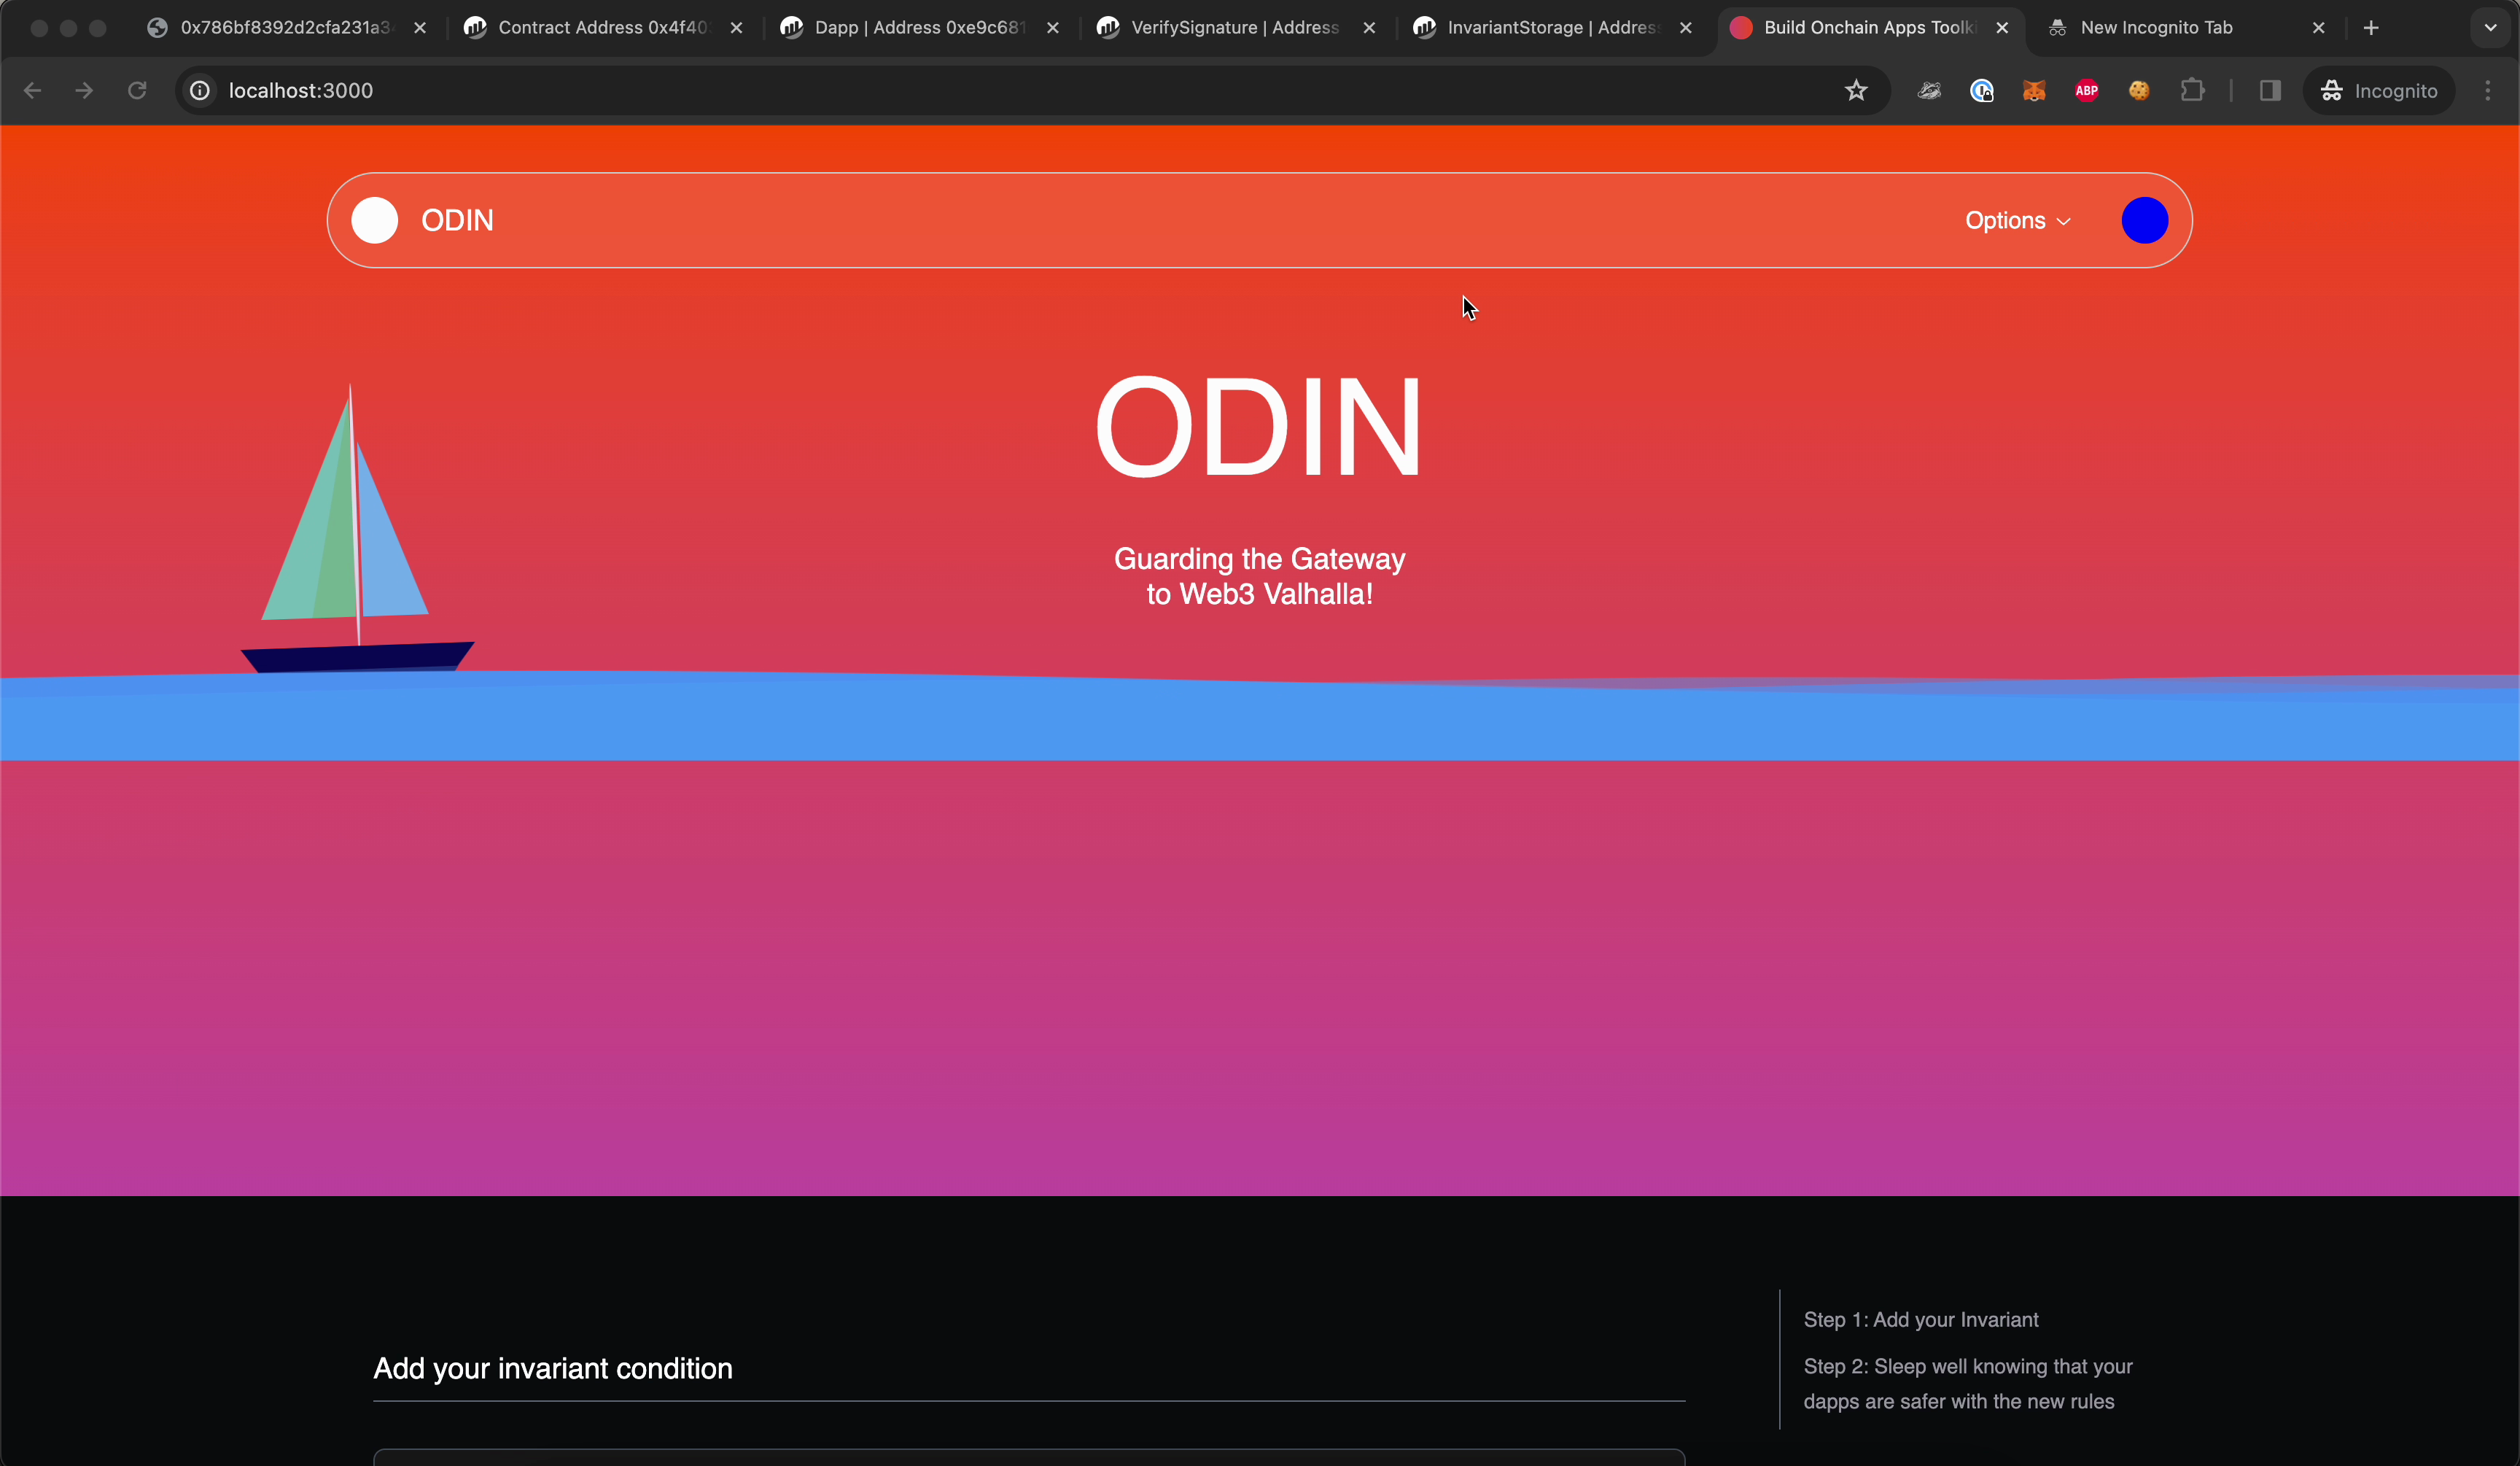 0x786bf8392d2cfa231a3
Contract Address 0x4f40
Dapp | Address 0xe9c681
VerifySignature | Address
InvariantStorage | Addres
Build Onchain Apps Toolki
New Incognito Tab
localhost:3000
ABP
Incognito
ODIN
Options
ODIN
Guarding the Gateway
to Web3 Valhalla!
Add your invariant condition
Step 1: Add your Invariant
Step 2: Sleep well knowing that your
dapps are safer with the new rules